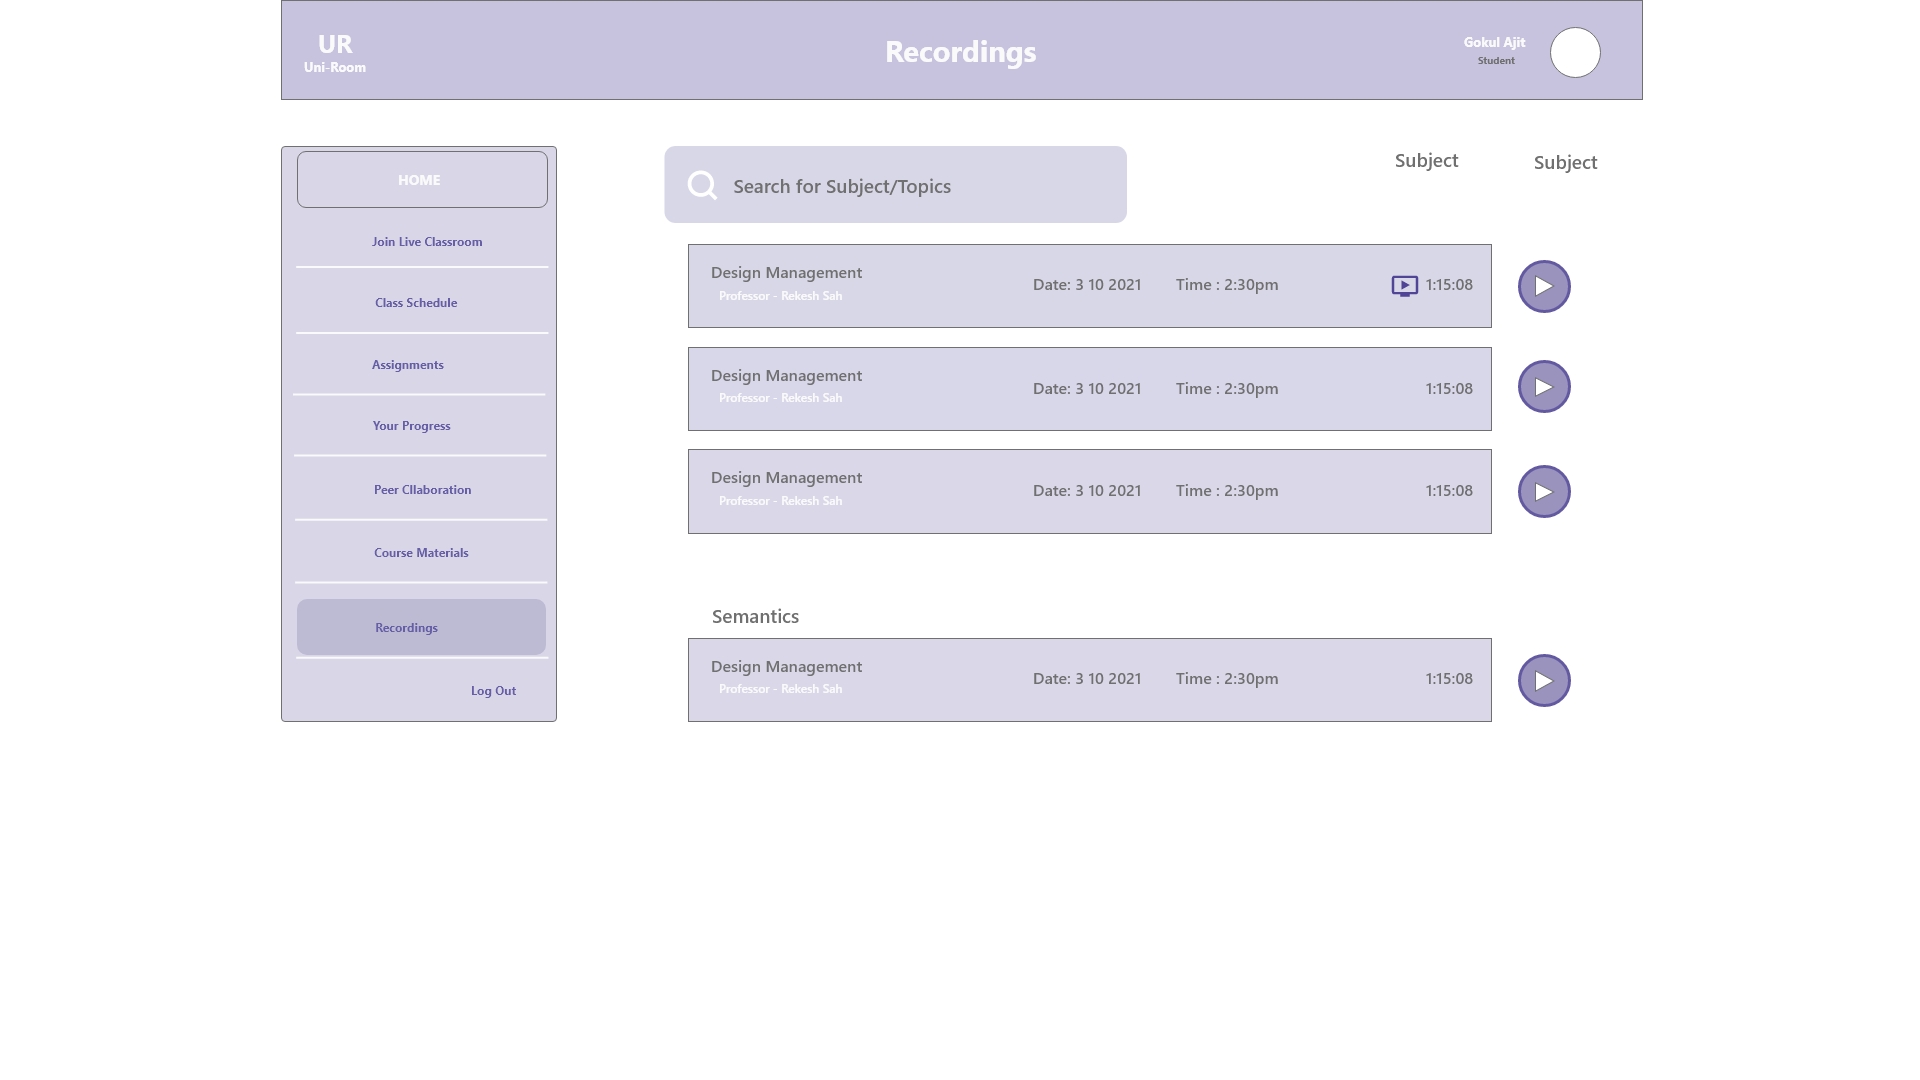 UR
Uni-Room
Recordings
Gokul Ajit
Student
HOME
Join Live Classroom
Class Schedule
Assignments
Your Progress
Peer Cllaboration
Course Materials
Recordings
Log Out
Search for Subject/Topics
Subject
Subject
Design Management
Professor - Rekesh Sah
Date: 3 10 2021
Time : 2:30pm
1:15:08
Design Management
Professor - Rekesh Sah
Date: 3 10 2021
Time : 2:30pm
1:15:08
Design Management
Professor - Rekesh Sah
Date: 3 10 2021
Time : 2:30pm
1:15:08
Semantics
Design Management
Professor - Rekesh Sah
Date: 3 10 2021
Time : 2:30pm
1:15:08